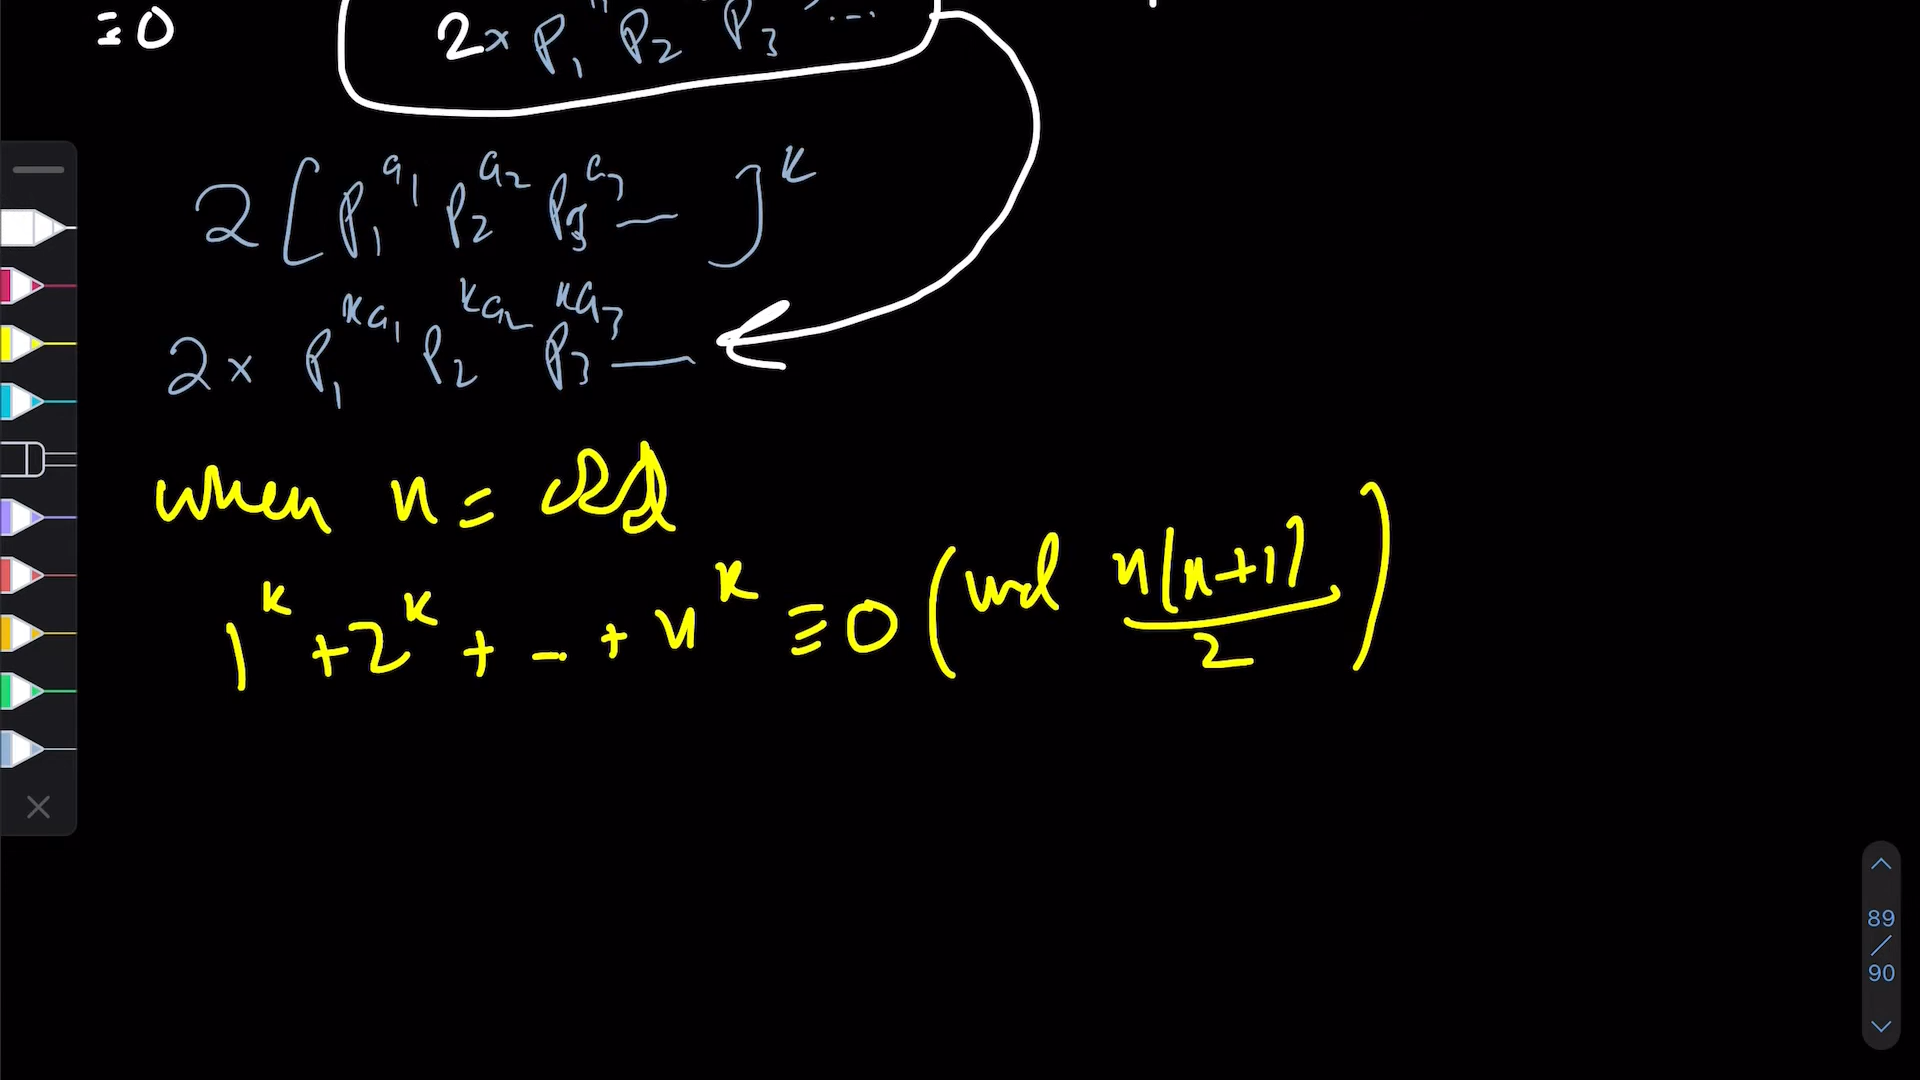 ≡0
2 × P₁ P₂ P₃ ...
2 [P₁^a₁ P₂^a₂ P₃^a₃ —]^k
2 × P₁^ka₁ P₂^ka₂ P₃^ka₃ —
when n = odd
1^k + 2^k + ... + n^k ≡ 0 (mod n(n+1)/2)
89
/
90